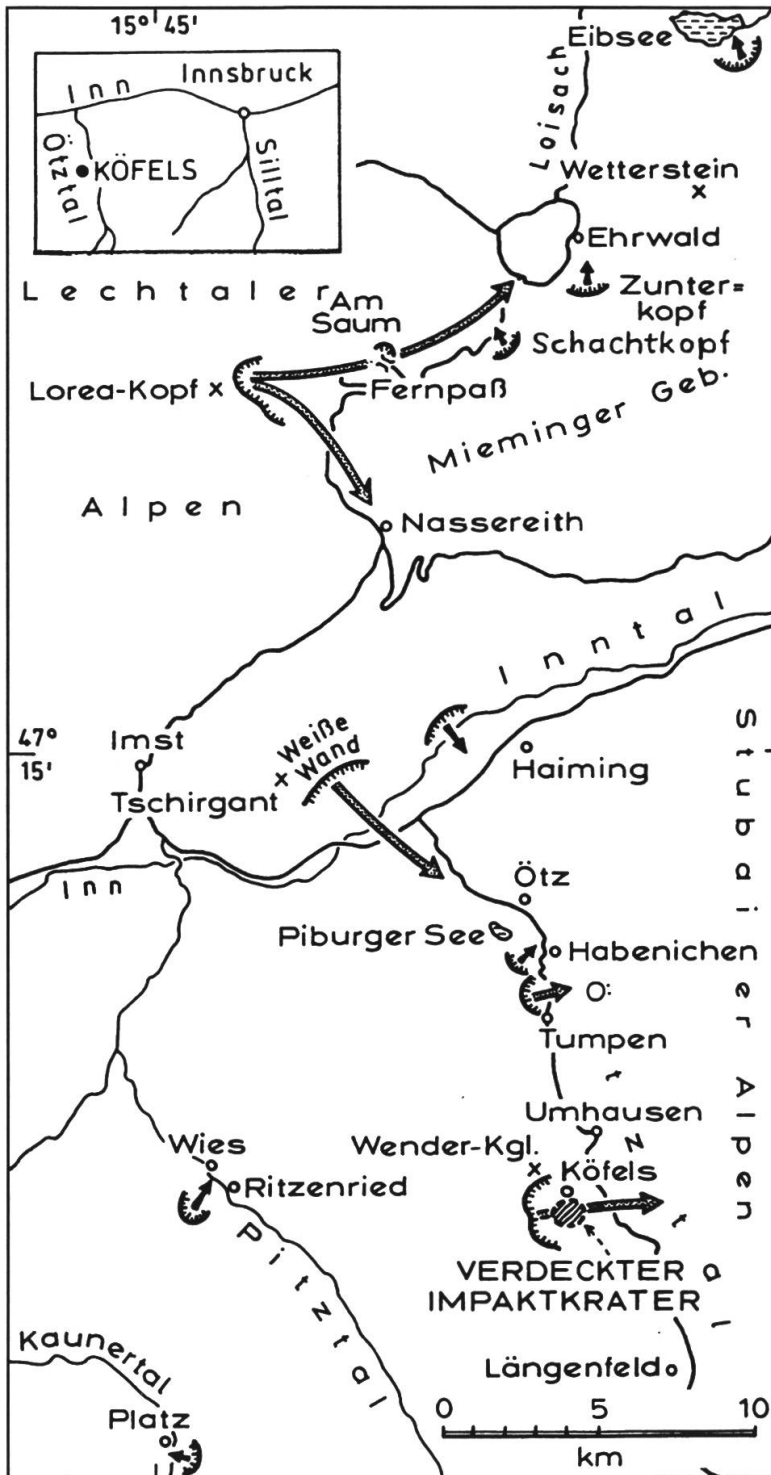 15° 45'
Eibsee
Inn
Innsbruck
Ötztal
KÖFELS
Silltal
Loisach
Wetterstein
x
Ehrwald
Lechtaler
Am
Saum
Zunter=
kopf
Schachtkopf
Lorea-Kopf x
Fernpaß
Mieminger Geb.
Alpen
Nassereith
Inntal
47°
15'
Imst
Weiße
Wand
Haiming
Tschirgant
Stubaier Alpen
Inn
Ötz
Piburger See
Habenichen
Ö
Tumpen
t
Umhausen
z
Wies
Wender-Kgl.
x
Köfels
Ritzenried
t
Pitztal
VERDECKTER
a
IMPAKTKRATER
l
Kaunertal
Längenfeld
Platz
0 5 10
km